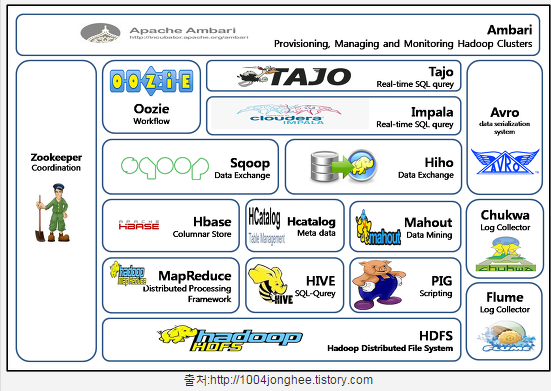 Apache Ambari
http://incubator.apache.org/ambari
Ambari
Provisioning, Managing and Monitoring Hadoop Clusters
Zookeeper
Coordination
OOZIE
Oozie
Workflow
TAJO
Tajo
Real-time SQL qurey
cloudera
IMPALA
Impala
Real-time SQL qurey
Avro
data serialization
system
AVRO
sqoop
Sqoop
Data Exchange
Hiho
Data Exchange
APACHE
HBASE
Hbase
Columnar Store
HCatalog
Table Management
Hcatalog
Meta data
mahout
Mahout
Data Mining
Chukwa
Log Collector
chukwa
hadoop
MapReduce
MapReduce
Distributed Processing
Framework
HIVE
HIVE
SQL-Qurey
PIG
Scripting
Flume
Log Collector
FLUME
hadoop
HDFS
HDFS
Hadoop Distributed File System
출처:http://1004jonghee.tistory.com